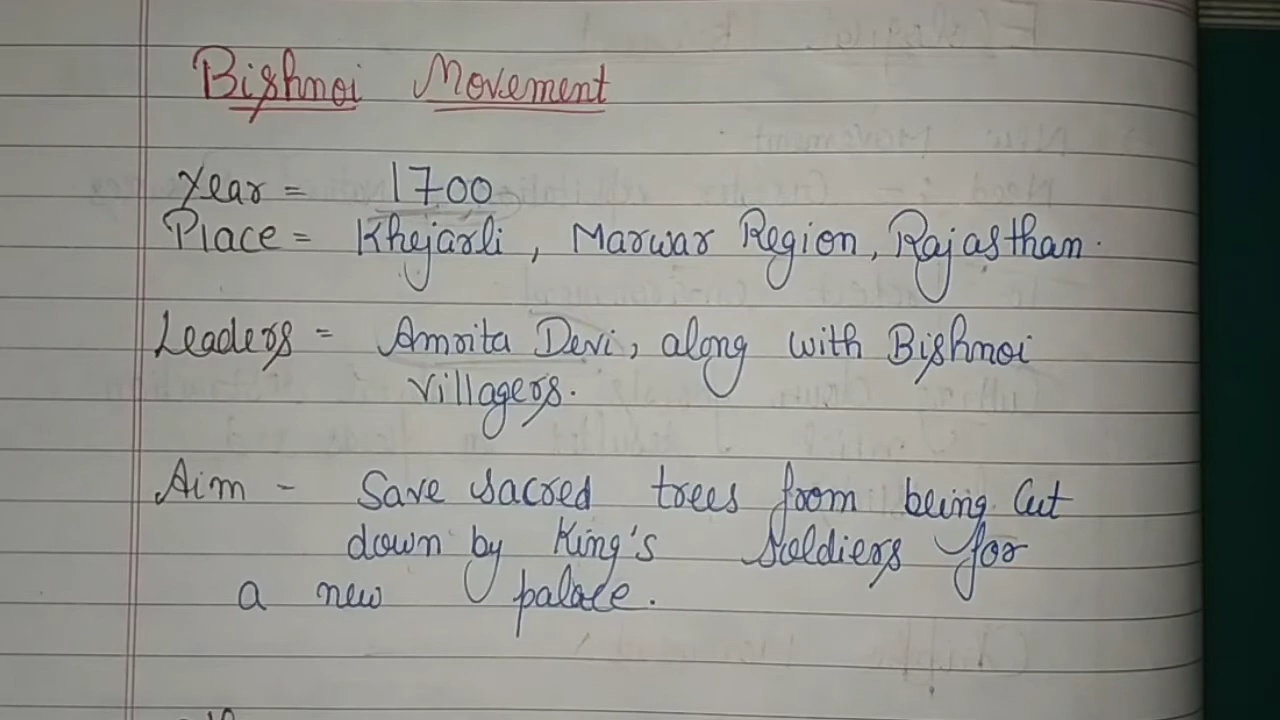 Bishnoi Movement
Year = 1700
Place = Khejarli, Marwar Region, Rajasthan.
Leaders = Amrita Devi, along with Bishnoi
villagers.
Aim - Save sacred trees from being Cut
down by King's Soldiers for
a new palace.